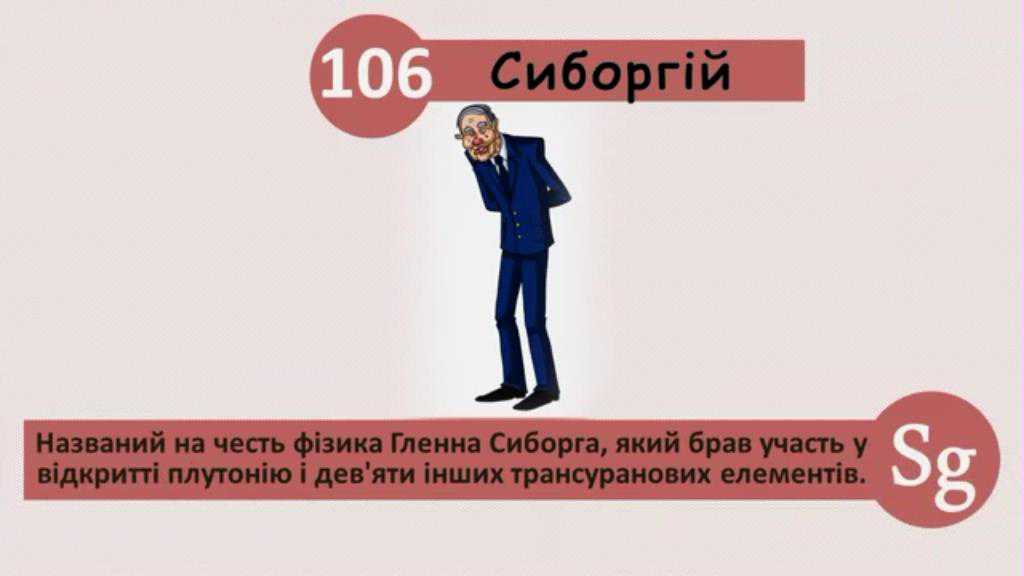 106 Сиборгій
Названий на честь фізика Гленна Сиборга, який брав участь у
відкритті плутонію і дев'яти інших трансуранових елементів.
Sg